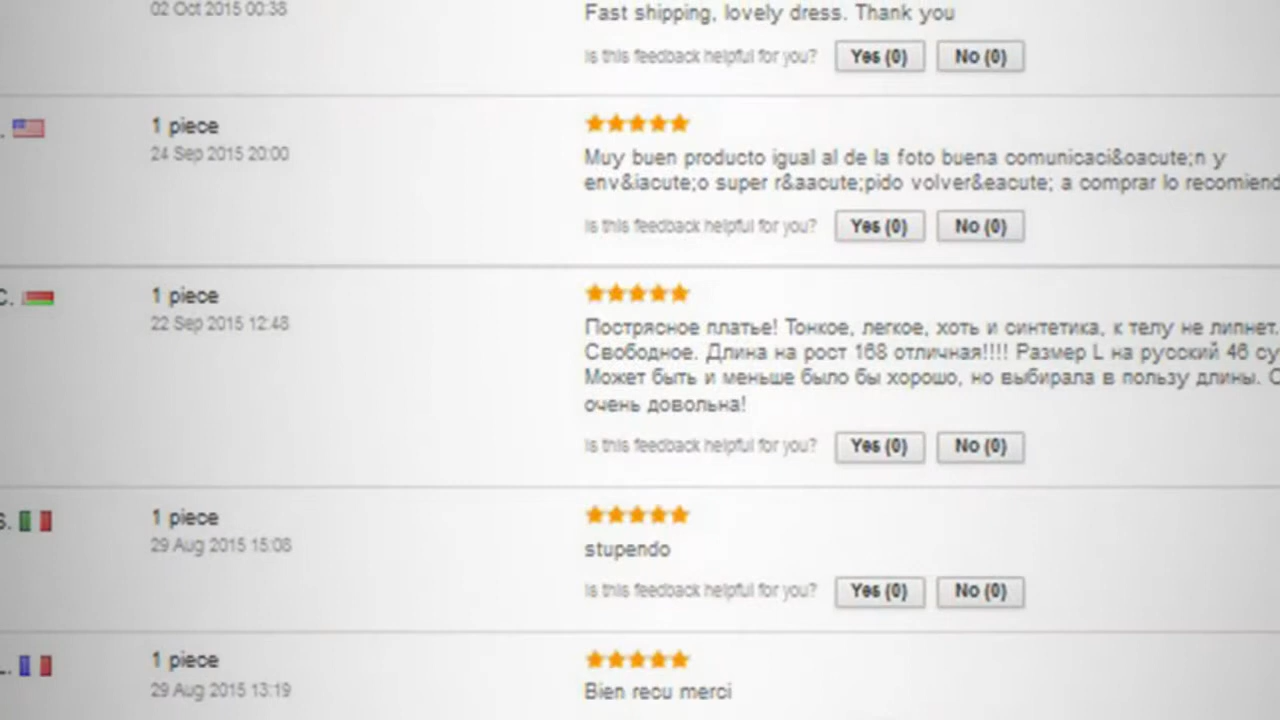 02 Oct 2015 00:38
Fast shipping, lovely dress. Thank you
Is this feedback helpful for you? Yes (0) No (0)
1 piece
24 Sep 2015 20:00
Muy buen producto igual al de la foto buena comunicaci&oacute;n y
env&iacute;o super r&aacute;pido volver&eacute; a comprar lo recomiend
Is this feedback helpful for you? Yes (0) No (0)
C.
1 piece
22 Sep 2015 12:48
Пострясное платье! Тонкое, легкое, хоть и синтетика, к телу не липнет.
Свободное. Длина на рост 168 отличная!!!! Размер L на русский 46 су
Может быть и меньше было бы хорошо, но выбирала в пользу длины. С
очень довольна!
Is this feedback helpful for you? Yes (0) No (0)
S.
1 piece
29 Aug 2015 15:08
stupendo
Is this feedback helpful for you? Yes (0) No (0)
L.
1 piece
29 Aug 2015 13:19
Bien recu merci